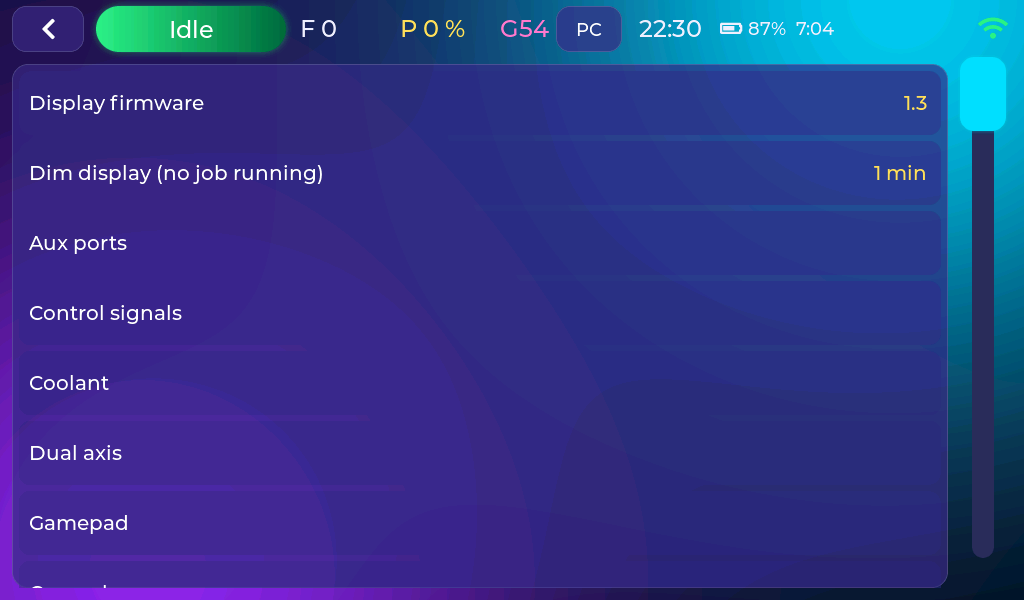 Idle F 0 P 0 % G54 PC 22:30 87% 7:04
Display firmware 1.3
Dim display (no job running) 1 min
Aux ports
Control signals
Coolant
Dual axis
Gamepad